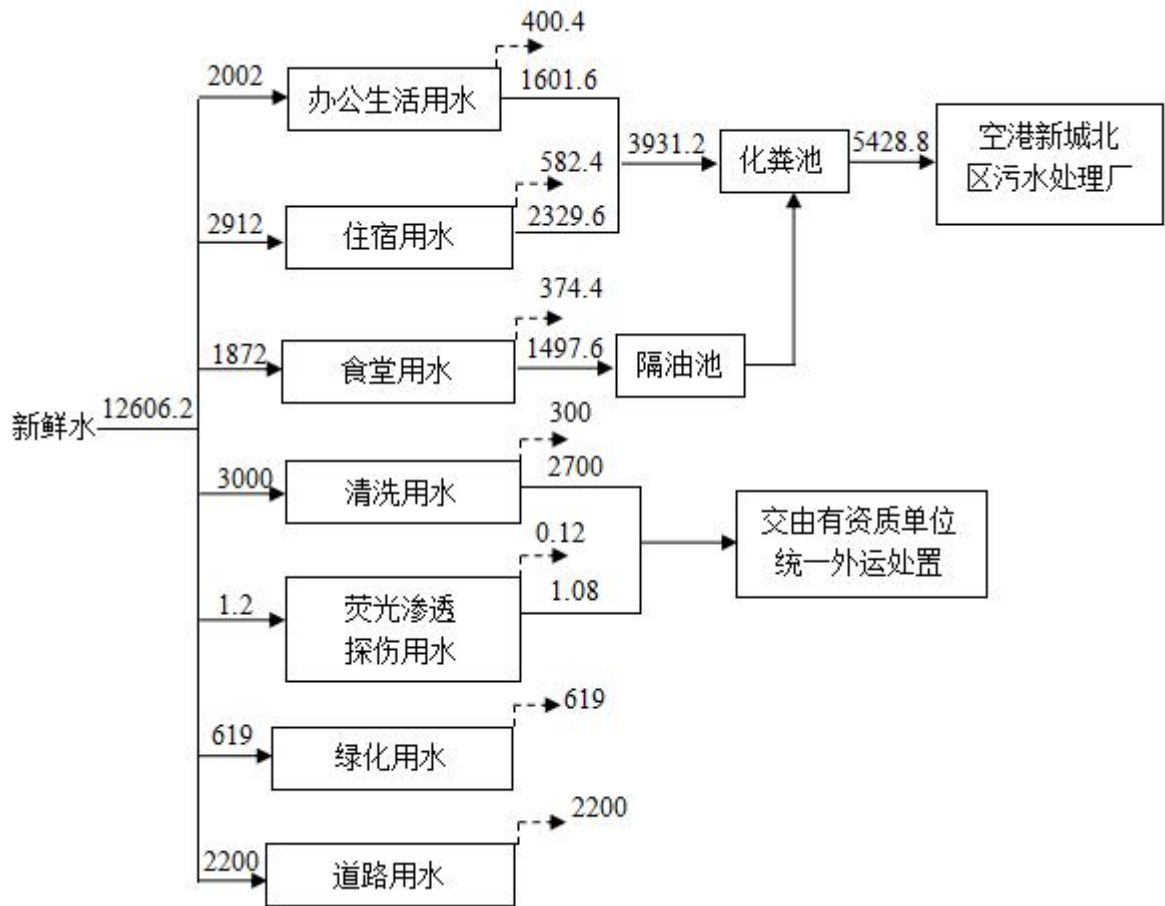 400.4
2002
办公生活用水
1601.6
582.4
2912
住宿用水
2329.6
3931.2
化粪池
5428.8
空港新城北
区污水处理厂
374.4
1872
食堂用水
1497.6
隔油池
新鲜水
12606.2
300
3000
清洗用水
2700
0.12
1.2
荧光渗透
探伤用水
1.08
交由有资质单位
统一外运处置
619
619
绿化用水
2200
2200
道路用水